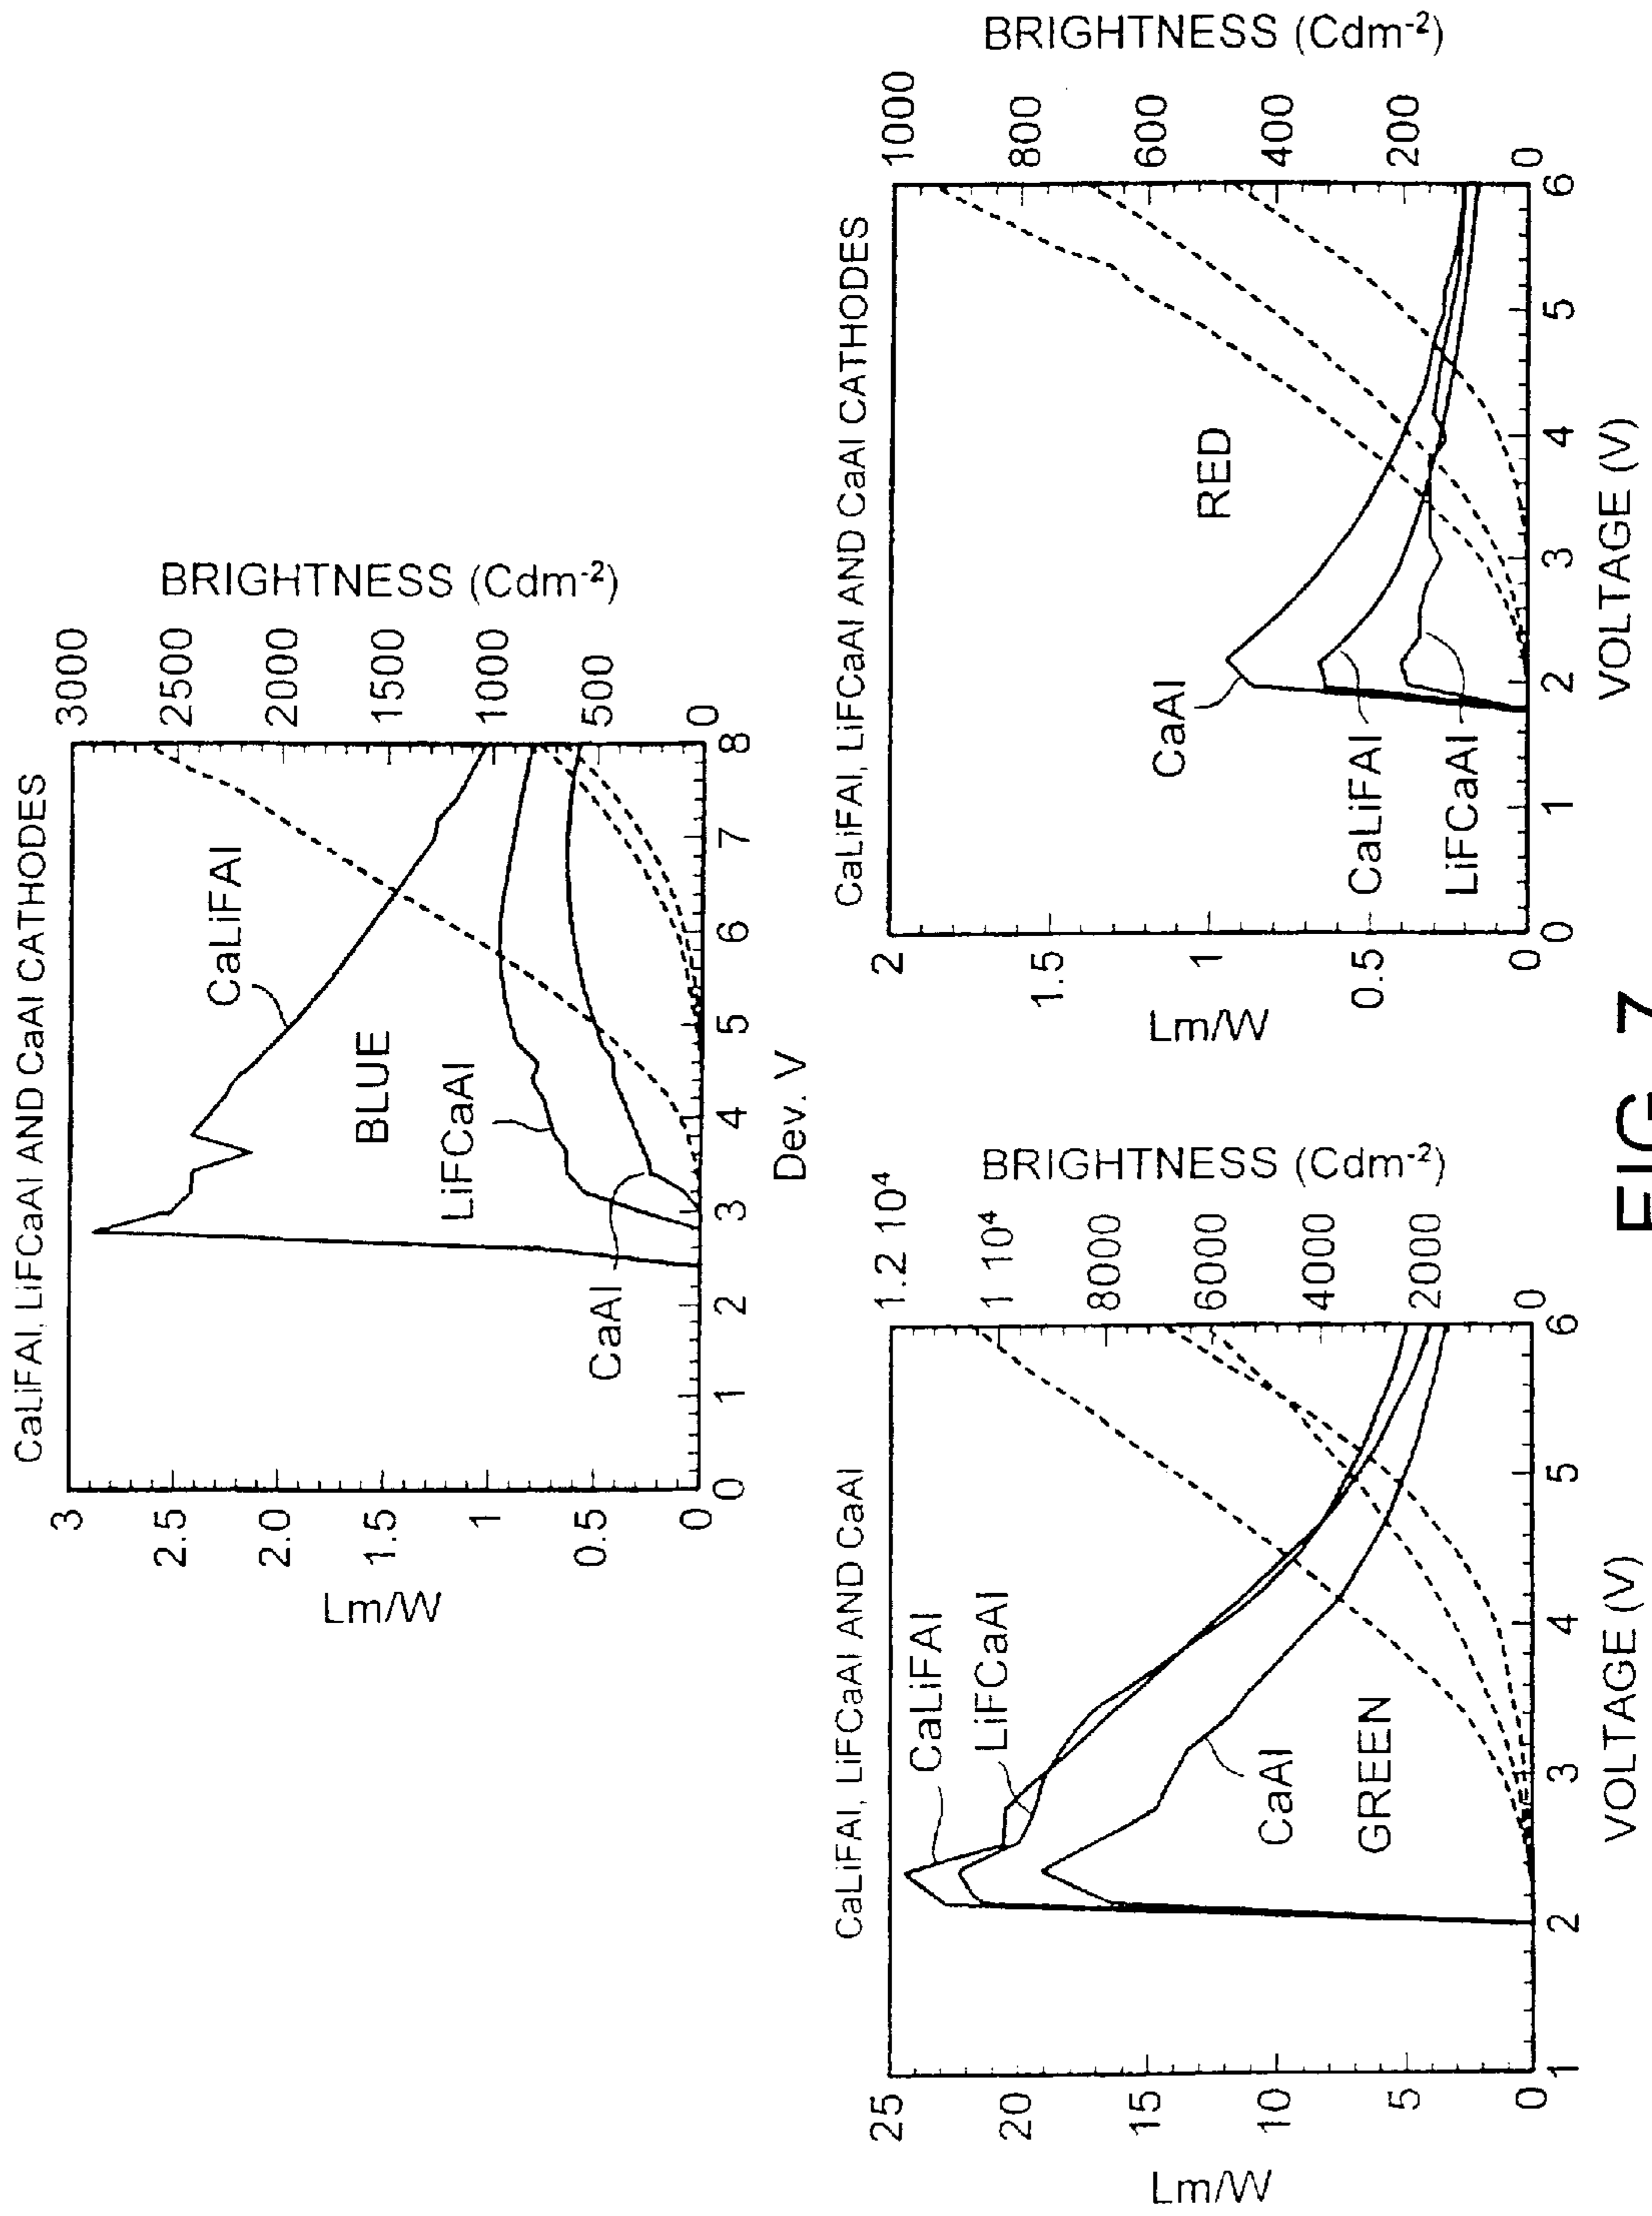 CaLiFAl, LiFCaAl AND CaAl CATHODES
Lm/W
3
2.5
2.0
1.5
1
0.5
0
BRIGHTNESS (Cdm-2)
3000
2500
2000
1500
1000
500
0
CaLiFAl
BLUE
LiFCaAl
CaAl
0 1 2 3 4 5 6 7 8
Dev. V
CaLiFAl, LiFCaAl AND CaAl
Lm/W
25
20
15
10
5
0
BRIGHTNESS (Cdm-2)
1.2 10⁴
1 10⁴
8000
6000
4000
2000
0
CaLiFAl
LiFCaAl
CaAl
GREEN
1 2 3 4 5 6
VOLTAGE (V)
CaLiFAl, LiFCaAl AND CaAl CATHODES
Lm/W
2
1.5
1
0.5
0
BRIGHTNESS (Cdm-2)
1000
800
600
400
200
0
RED
CaAl
CaLiFAl
LiFCaAl
0 1 2 3 4 5 6
VOLTAGE (V)
FIG. 7